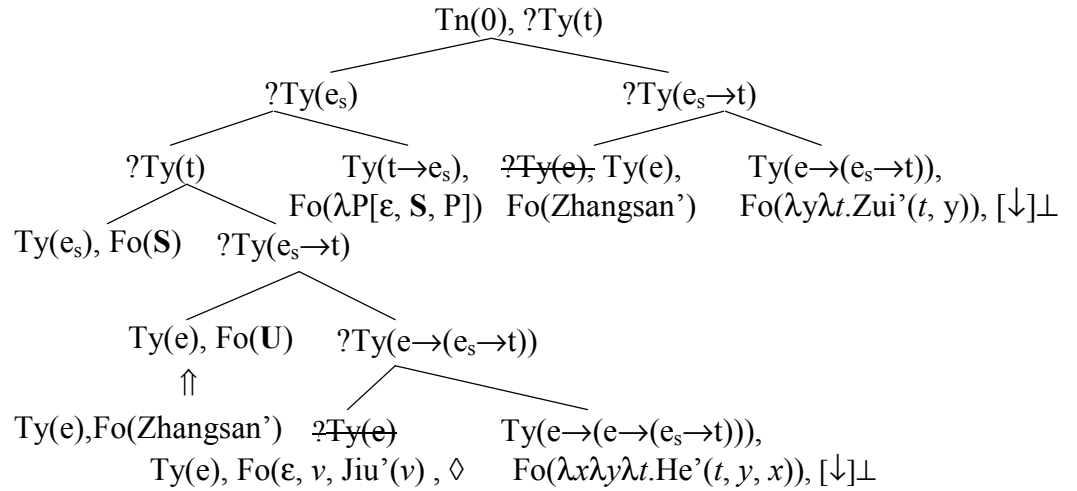 Tn(0), ?Ty(t)
?Ty(eₛ) ?Ty(eₛ→t)
?Ty(t) Ty(t→eₛ), ?Ty(e), Ty(e), Ty(e→(eₛ→t)),
Fo(λP[ε, S, P]) Fo(Zhangsan’) Fo(λyλt.Zui’(t, y)), [↓]⊥
Ty(eₛ), Fo(S) ?Ty(eₛ→t)
Ty(e), Fo(U) ?Ty(e→(eₛ→t))
⇑
Ty(e),Fo(Zhangsan’) ?Ty(e) Ty(e→(e→(eₛ→t))),
Ty(e), Fo(ε, v, Jiu’(v) , ◊ Fo(λxλyλt.He’(t, y, x)), [↓]⊥